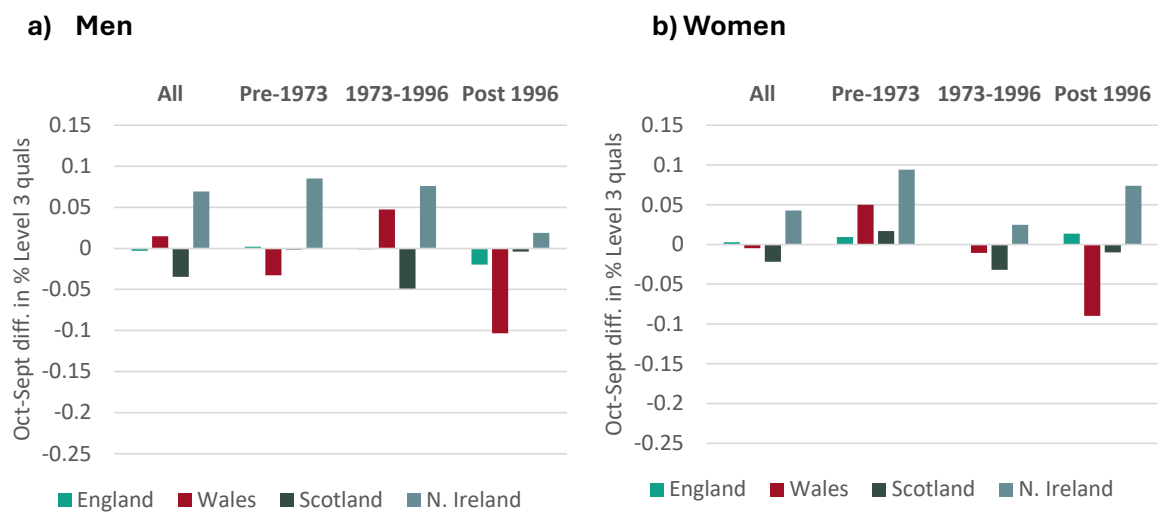 a) Men
All Pre-1973 1973-1996 Post 1996
Oct-Sept diff. in % Level 3 quals
0.15
0.1
0.05
0
-0.05
-0.1
-0.15
-0.2
-0.25
England Wales Scotland N. Ireland
b) Women
All Pre-1973 1973-1996 Post 1996
Oct-Sept diff. in % Level 3 quals
0.15
0.1
0.05
0
-0.05
-0.1
-0.15
-0.2
-0.25
England Wales Scotland N. Ireland